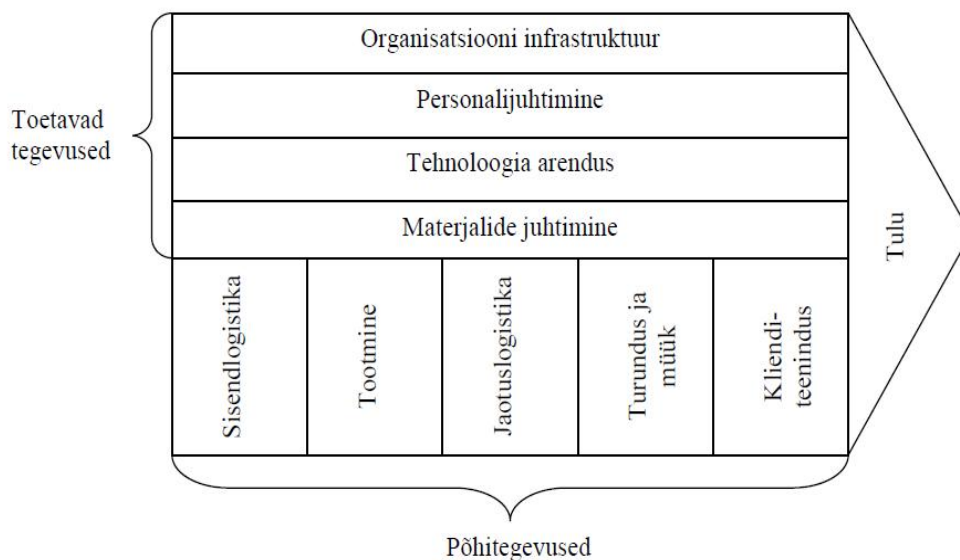 Organisatsiooni infrastruktuur
Personalijuhtimine
Toetavad
tegevused
Tehnoloogia arendus
Materjalide juhtimine
Tulu
Sisendlogistika
Tootmine
Jaotuslogistika
Turundus ja
müük
Kliendi-
teenindus
Põhitegevused